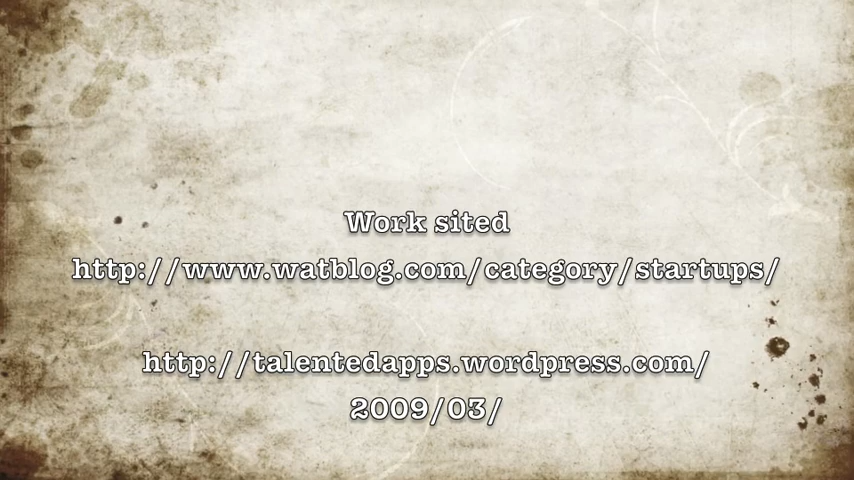 Work sited
http://www.watblog.com/category/startups/
http://talentedapps.wordpress.com/
2009/03/